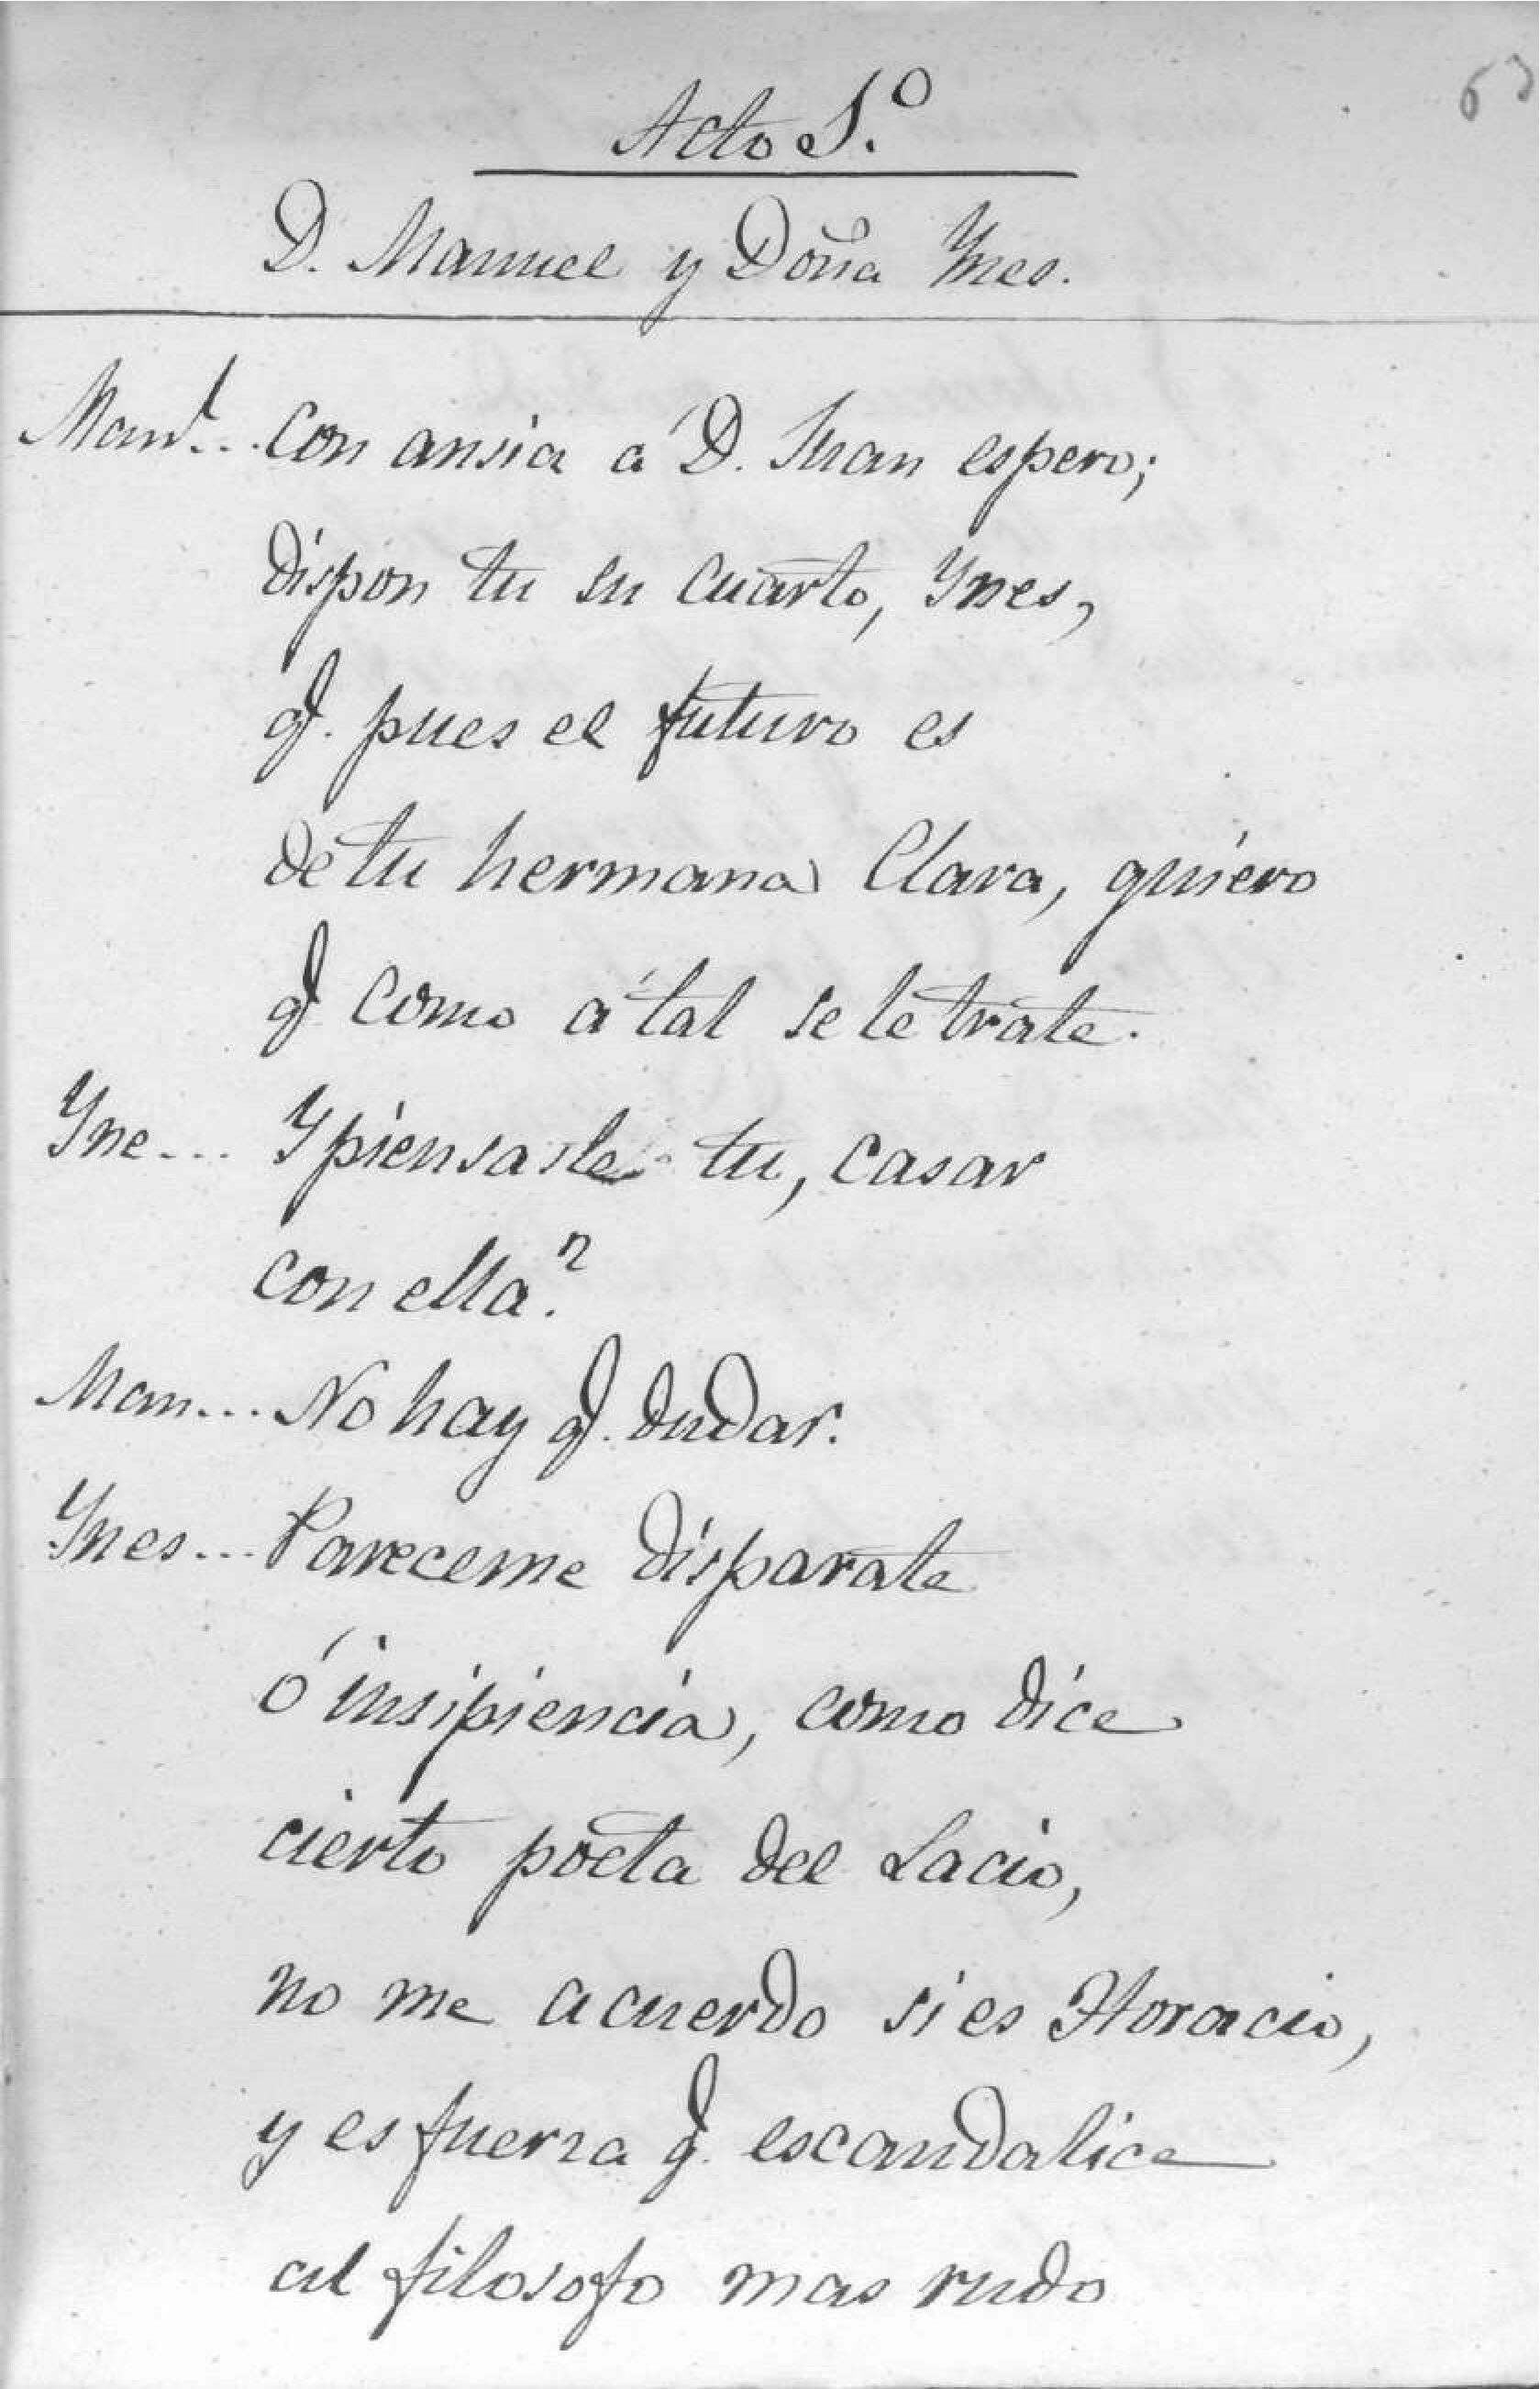 63
Acto 1.º
D. Manuel y Doña Ynes.
Manl... Con ansia á D. Juan espero;
dispon tu su cuarto, Ynes,
q. pues el futuro es
de tu hermana Clara, quiero
q como á tal se le trate.
Yne... Y piensasle tu, casar
con ella?
Man... No hay q. dudar.
Ynes... Pareceme disparate
ó insipiencia, como dice
cierto poeta del Lacio,
no me acuerdo si es Horacio,
y es fuerza q. escandalice
al filosofo mas rudo